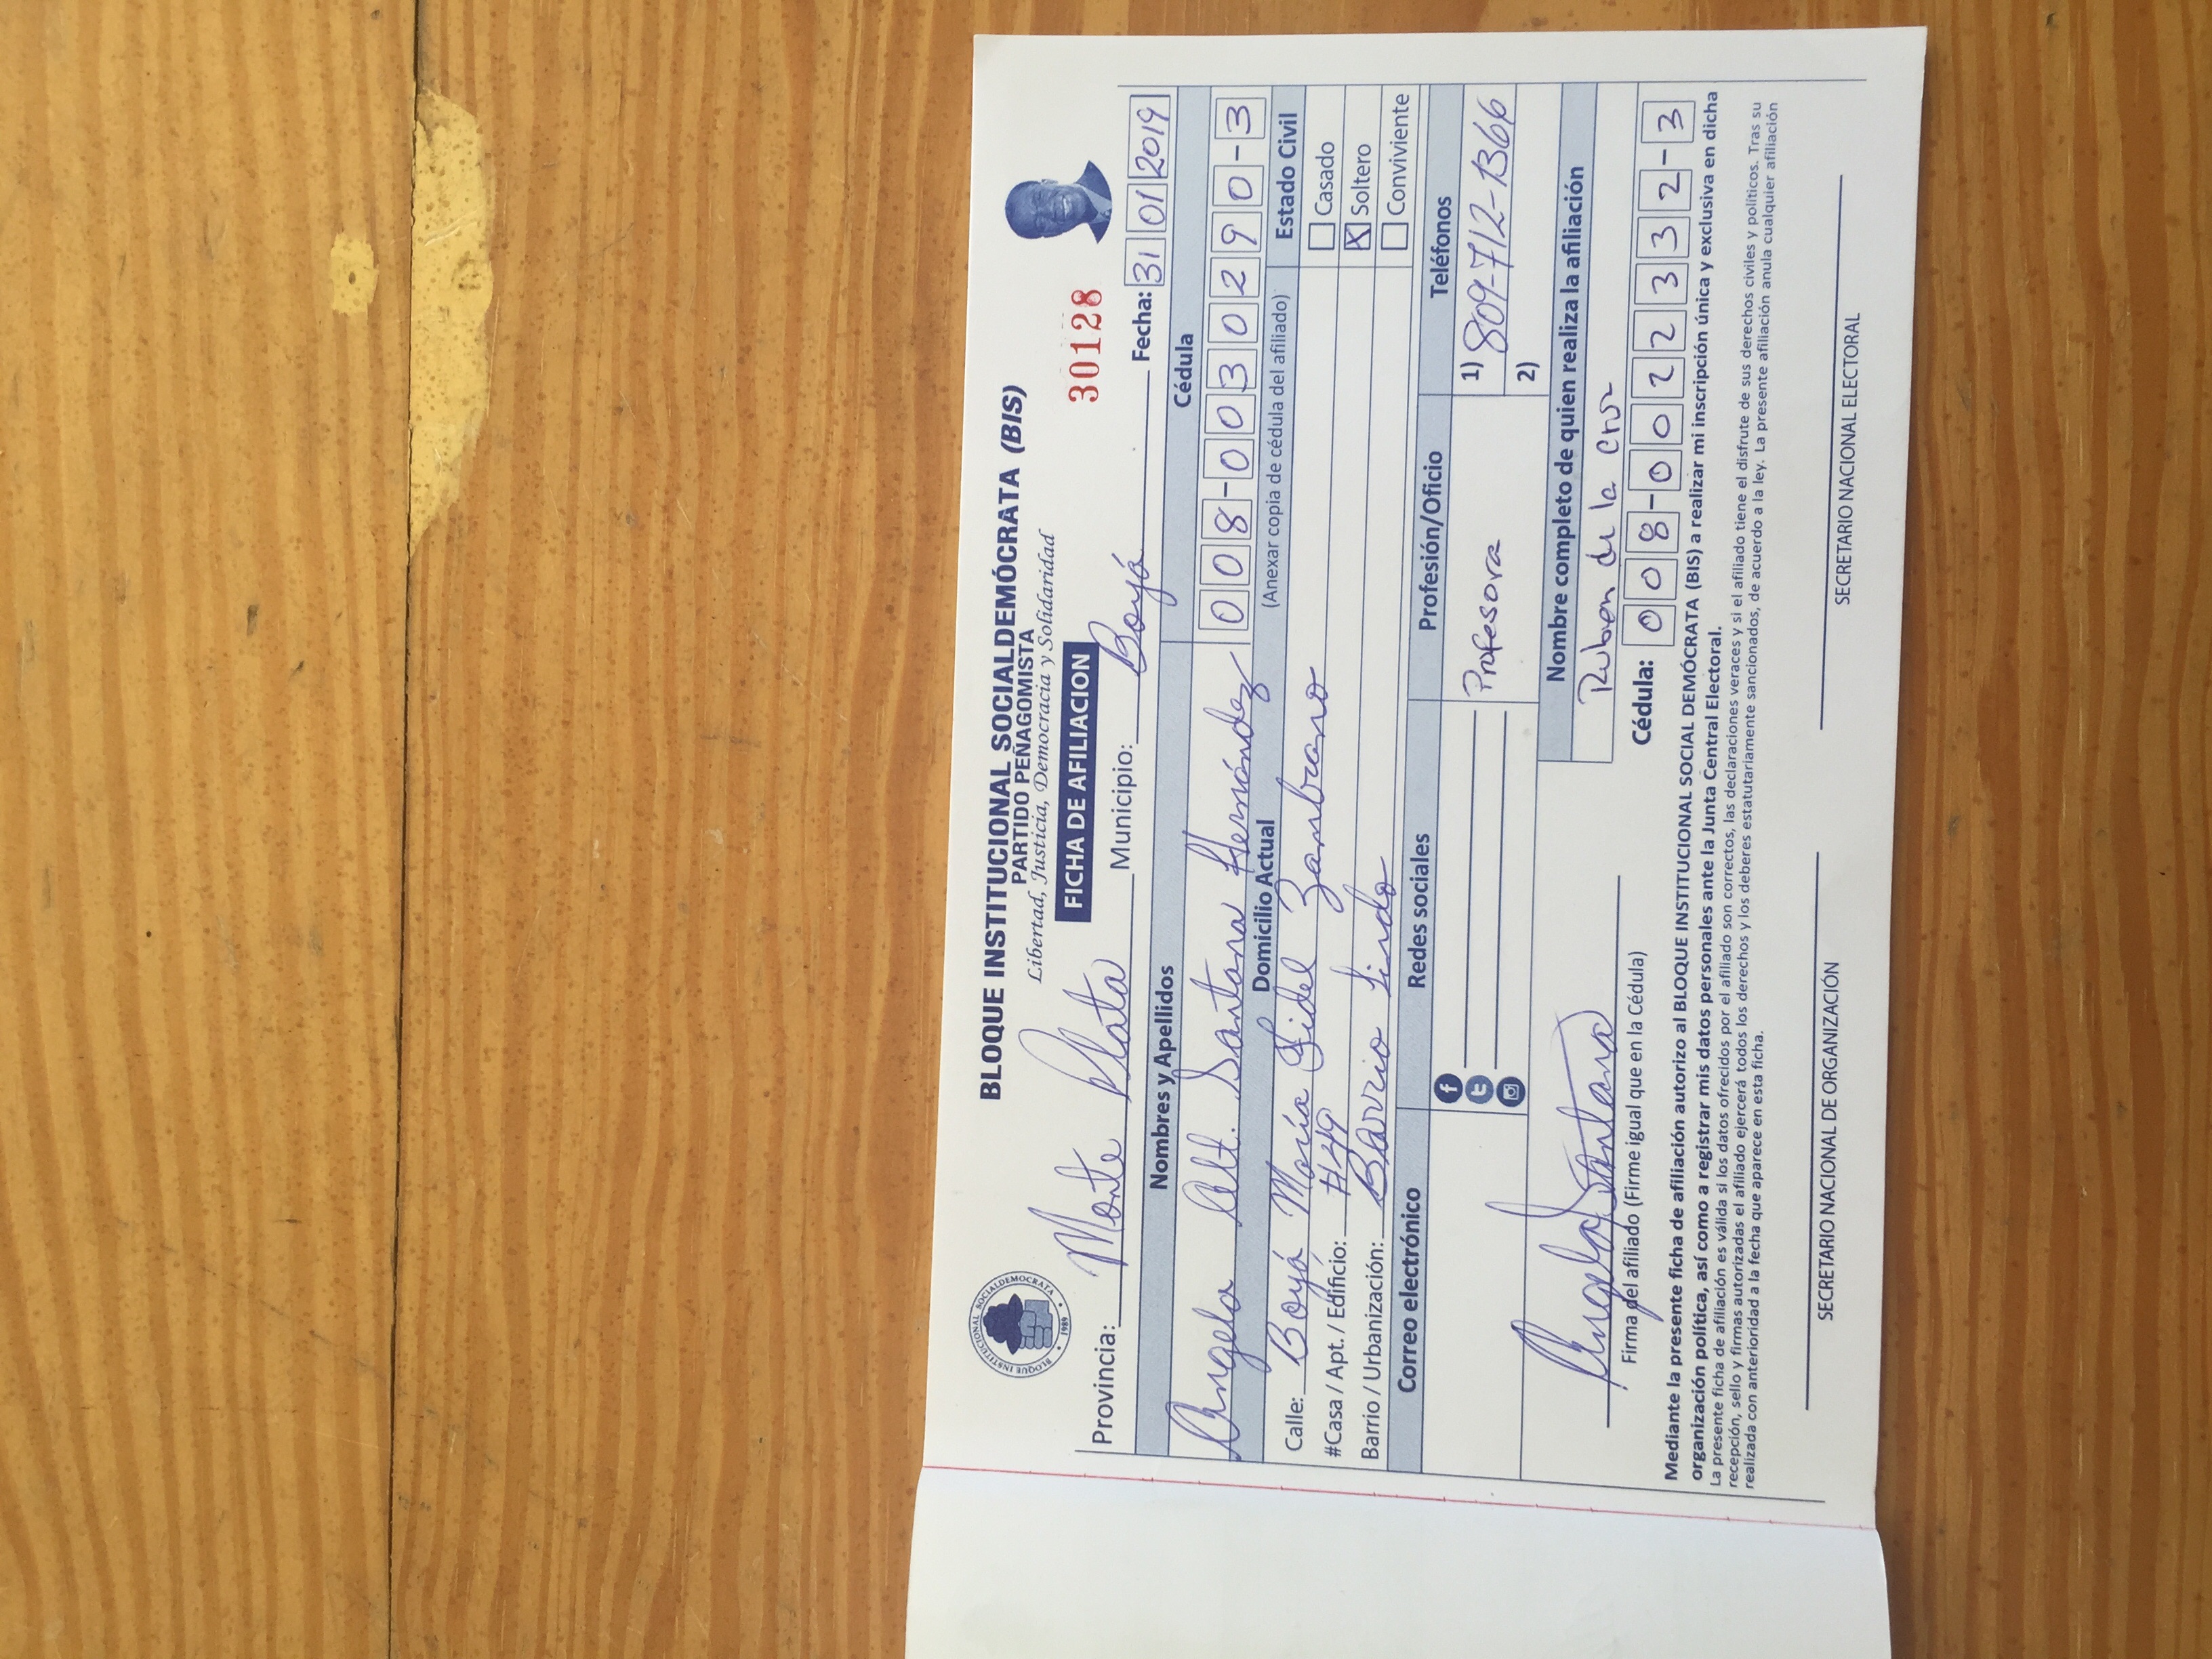 BLOQUE INSTITUCIONAL SOCIALDEMÓCRATA (BIS)
PARTIDO PEÑAGOMISTA
Libertad, Justicia, Democracia y Solidaridad
BLOQUE INSTITUCIONAL SOCIALDEMOCRATA
1989
FICHA DE AFILIACION
30128
Provincia: Monte Plata Municipio: Boyá Fecha: 31 01 2019
Nombres y Apellidos Cédula
Angela Alt. Santana Hernández 008-0030290-3
Domicilio Actual (Anexar copia de cédula del afiliado) Estado Civil
Calle: Boyá María Fidel Zambrano Casado
#Casa / Apt. / Edificio: #49 X Soltero
Barrio / Urbanización: Barrio Lindo Conviviente
Correo electrónico Redes sociales Profesión/Oficio Teléfonos
Professora 1) 809-712-1366
2)
Nombre completo de quien realiza la afiliación
Ruben de la Cruz
Angela Santana
Firma del afiliado (Firme igual que en la Cédula) Cédula: 008-0022332-3
Mediante la presente ficha de afiliación autorizo al BLOQUE INSTITUCIONAL SOCIAL DEMÓCRATA (BIS) a realizar mi inscripción única y exclusiva en dicha
organización política, así como a registrar mis datos personales ante la Junta Central Electoral.
La presente ficha de afiliación es válida si los datos ofrecidos por el afiliado son correctos, las declaraciones veraces y si el afiliado tiene el disfrute de sus derechos civiles y políticos. Tras su
recepción, sello y firmas autorizadas el afiliado ejercerá todos los derechos y los deberes estatutariamente sancionados, de acuerdo a la ley. La presente afiliación anula cualquier afiliación
realizada con anterioridad a la fecha que aparece en esta ficha.
SECRETARIO NACIONAL DE ORGANIZACIÓN SECRETARIO NACIONAL ELECTORAL